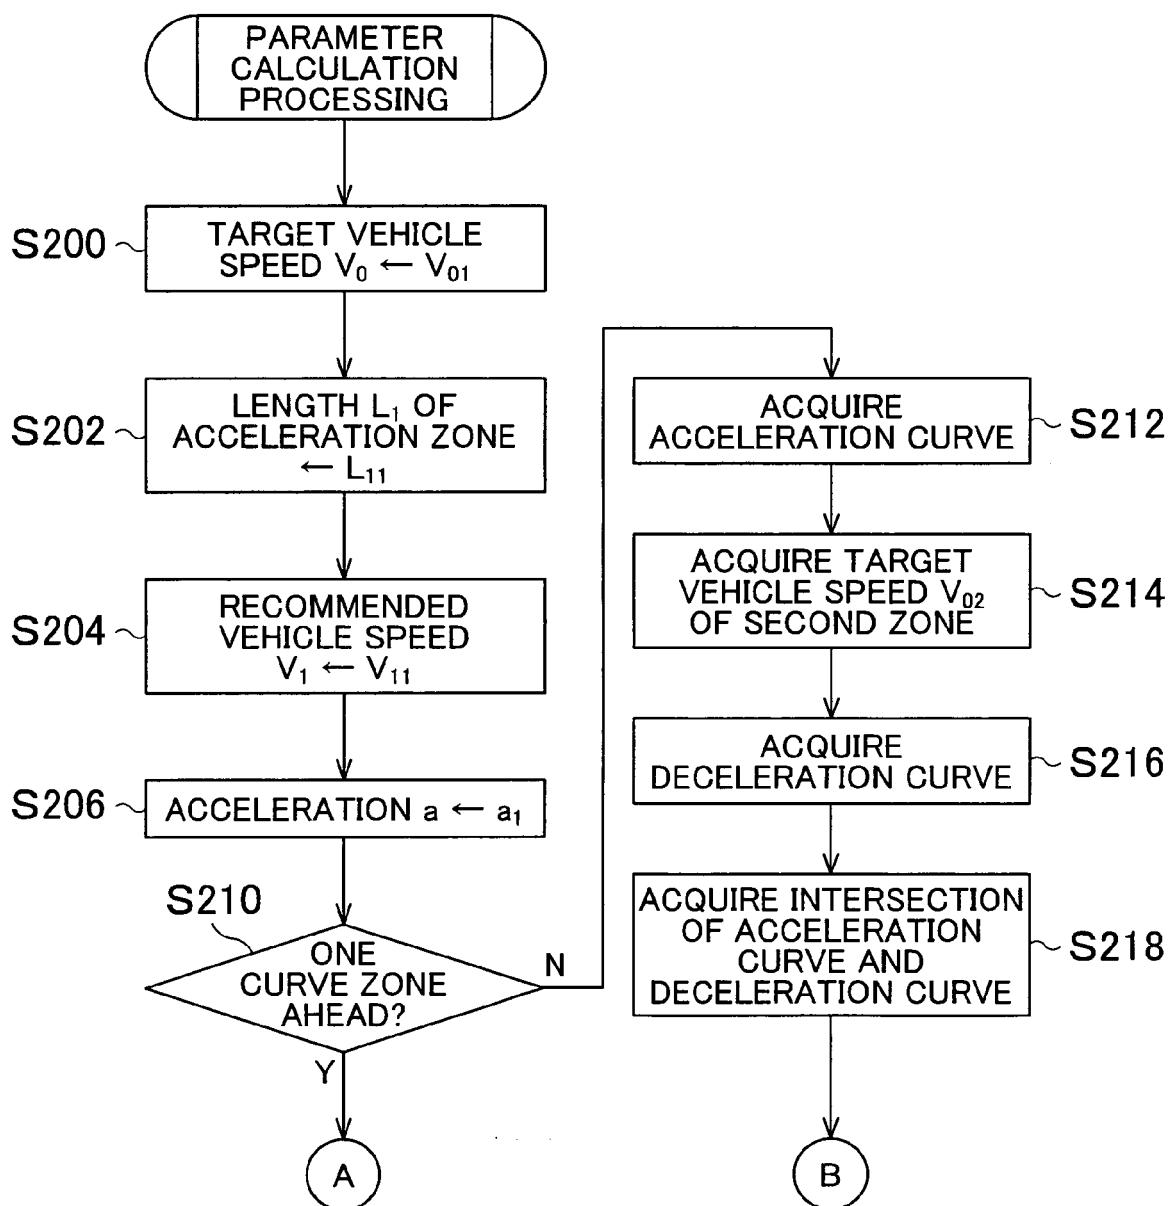 PARAMETER
CALCULATION
PROCESSING
S200
TARGET VEHICLE
SPEED V₀ ← V₀₁
S202
LENGTH L₁ OF
ACCELERATION ZONE
← L₁₁
S204
RECOMMENDED
VEHICLE SPEED
V₁ ← V₁₁
S206
ACCELERATION a ← a₁
S210
ONE
CURVE ZONE
AHEAD?
N
Y
A
ACQUIRE
ACCELERATION CURVE
S212
ACQUIRE TARGET
VEHICLE SPEED V₀₂
OF SECOND ZONE
S214
ACQUIRE
DECELERATION CURVE
S216
ACQUIRE INTERSECTION
OF ACCELERATION
CURVE AND
DECELERATION CURVE
S218
B